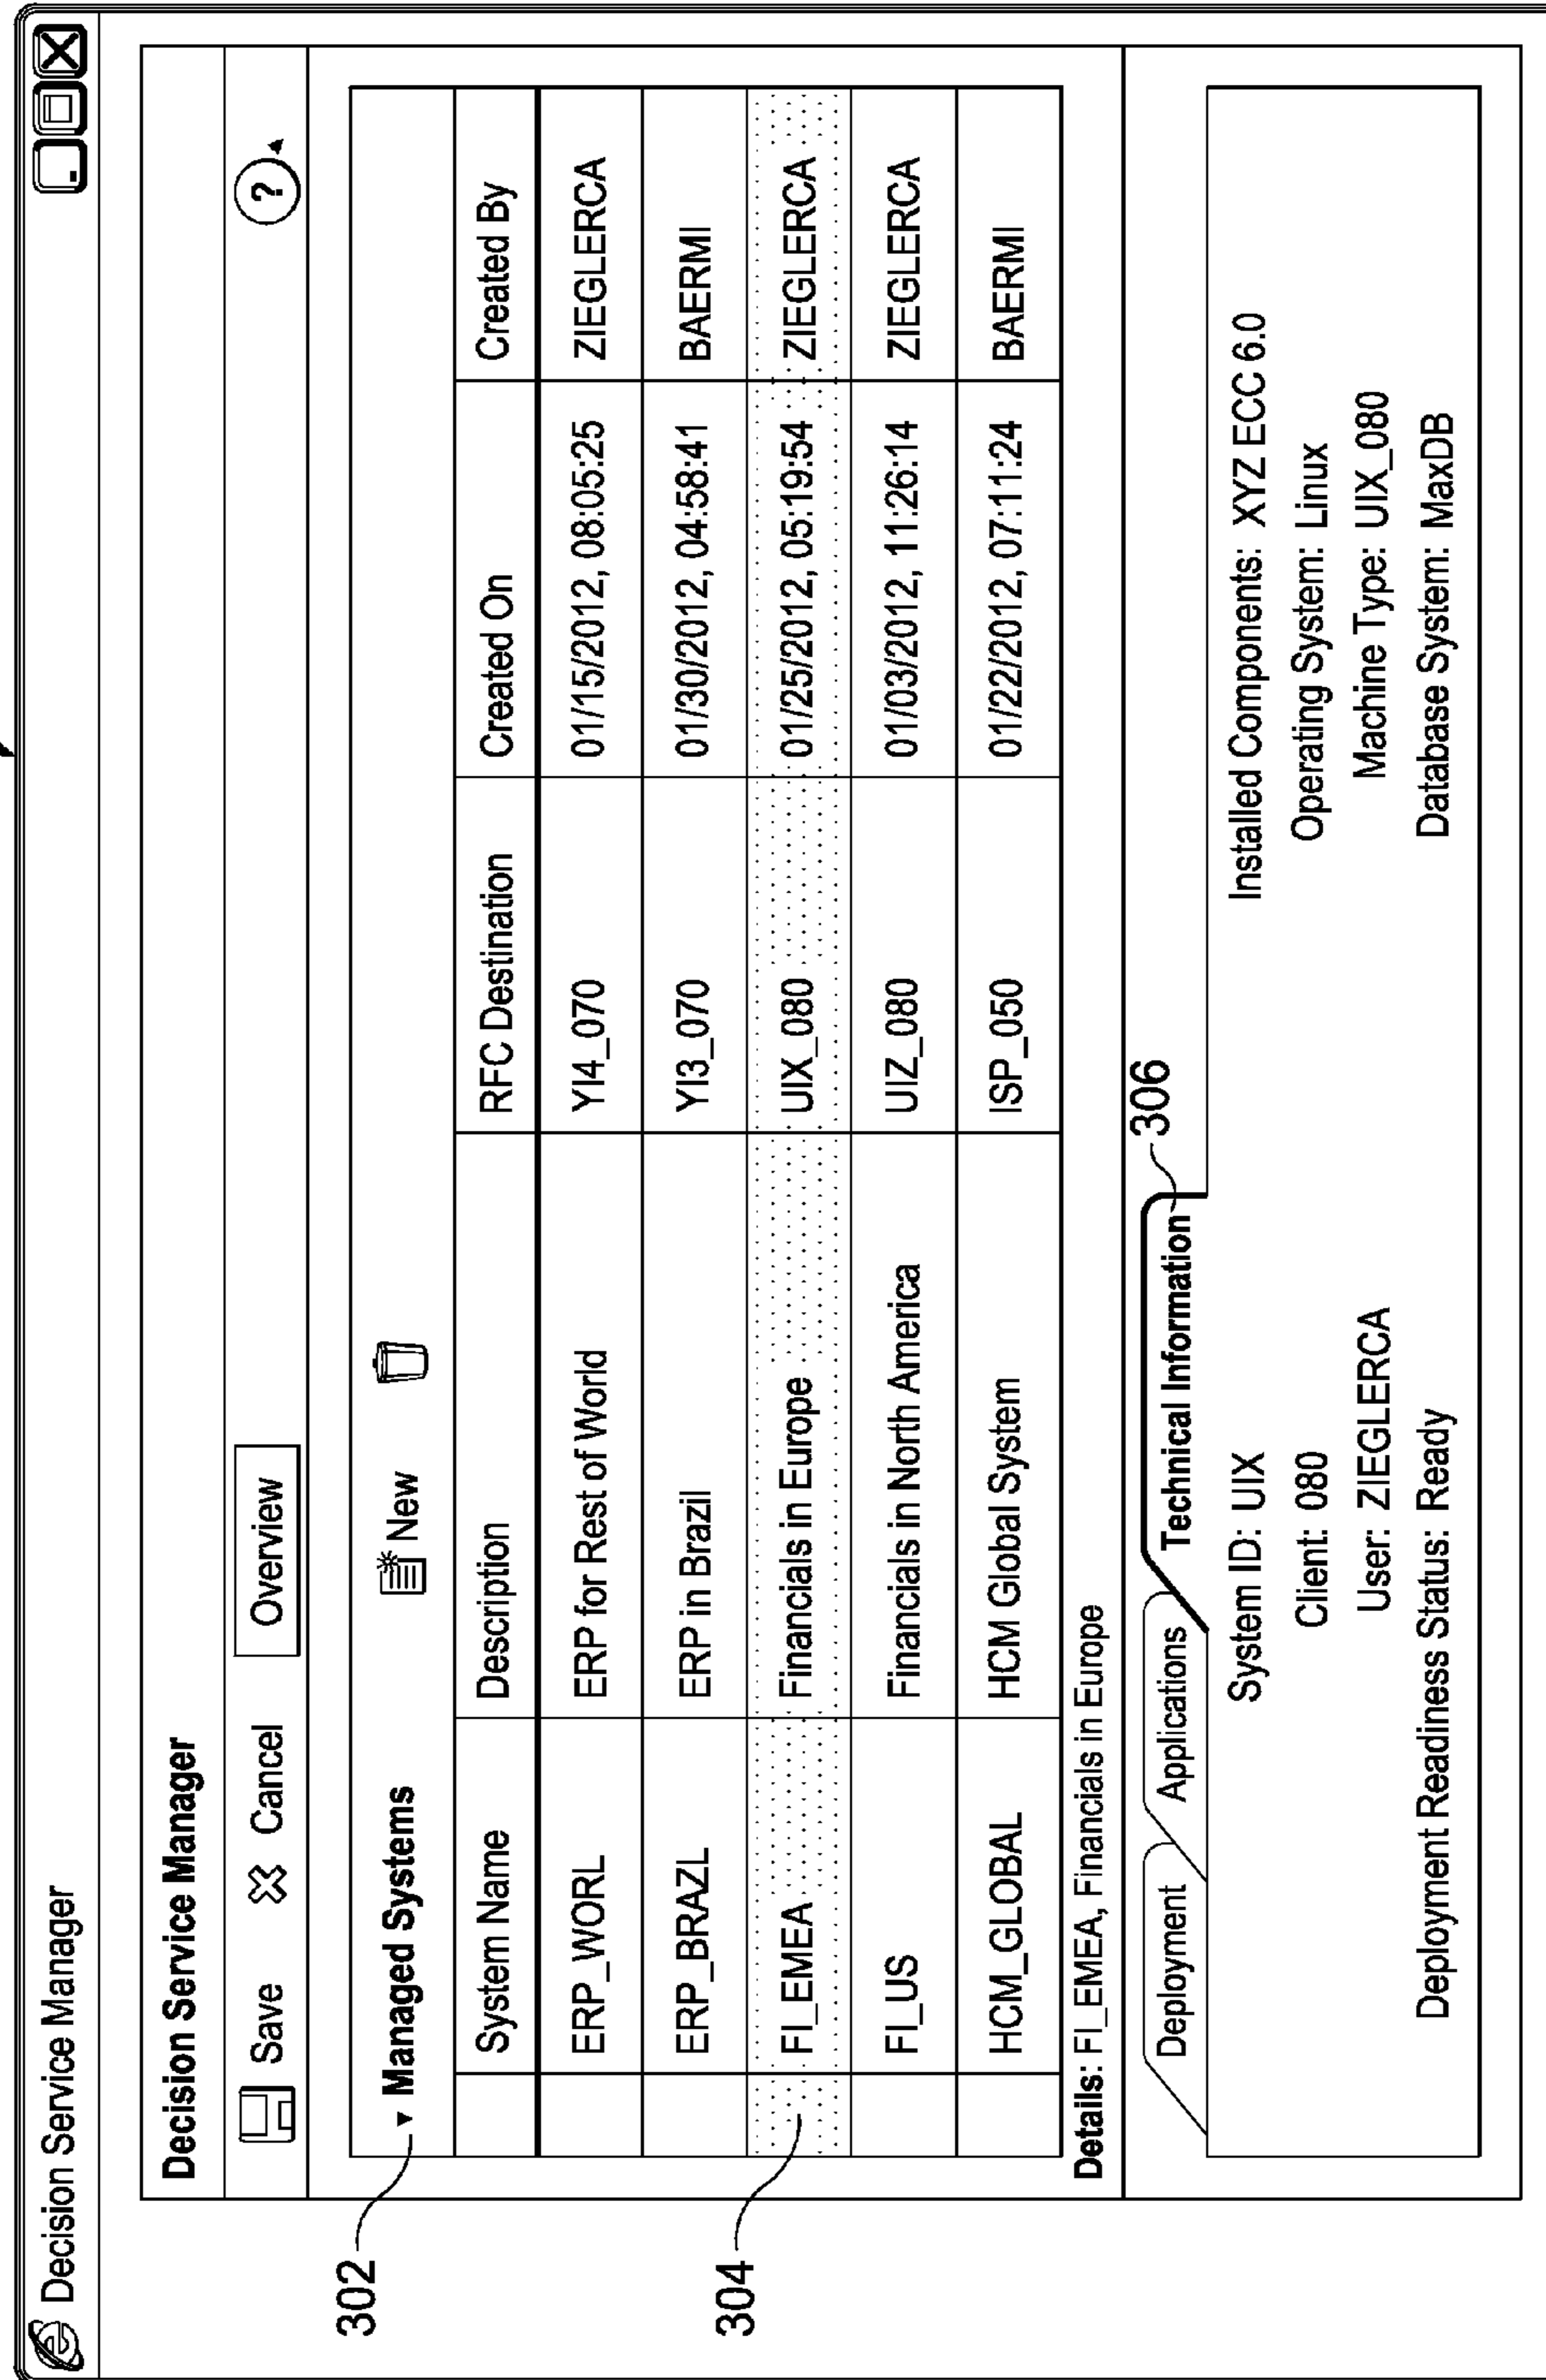 Decision Service Manager
Decision Service Manager
Save Cancel Overview ?
302
Managed Systems New
System Name Description RFC Destination Created On Created By
ERP_WORL ERP for Rest of World YI4_070 01/15/2012, 08:05:25 ZIEGLERCA
ERP_BRAZL ERP in Brazil YI3_070 01/30/2012, 04:58:41 BAERMI
304
FI_EMEA Financials in Europe UIX_080 01/25/2012, 05:19:54 ZIEGLERCA
FI_US Financials in North America UIZ_080 01/03/2012, 11:26:14 ZIEGLERCA
HCM_GLOBAL HCM Global System ISP_050 01/22/2012, 07:11:24 BAERMI
Details: FI_EMEA, Financials in Europe
306
Deployment Applications Technical Information
System ID: UIX Installed Components: XYZ ECC 6.0
Client: 080 Operating System: Linux
User: ZIEGLERCA Machine Type: UIX_080
Deployment Readiness Status: Ready Database System: MaxDB